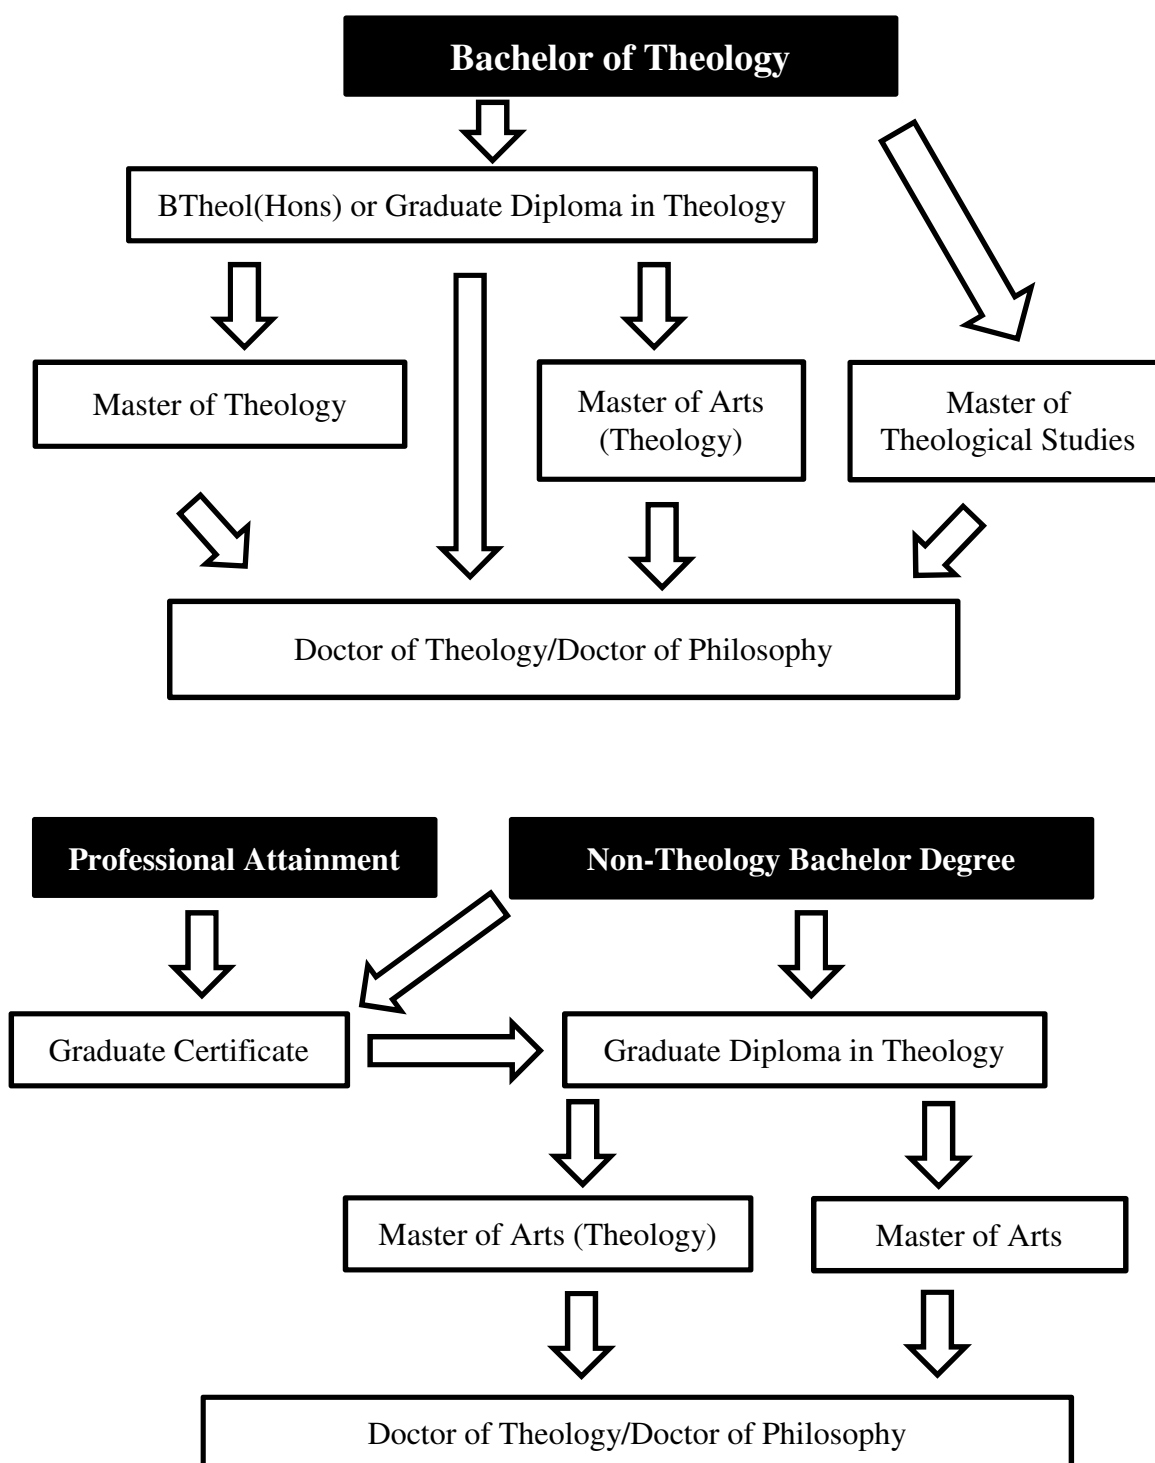 Bachelor of Theology
BTheol(Hons) or Graduate Diploma in Theology
Master of Theology
Master of Arts
(Theology)
Master of
Theological Studies
Doctor of Theology/Doctor of Philosophy
Professional Attainment
Non-Theology Bachelor Degree
Graduate Certificate
Graduate Diploma in Theology
Master of Arts (Theology)
Master of Arts
Doctor of Theology/Doctor of Philosophy